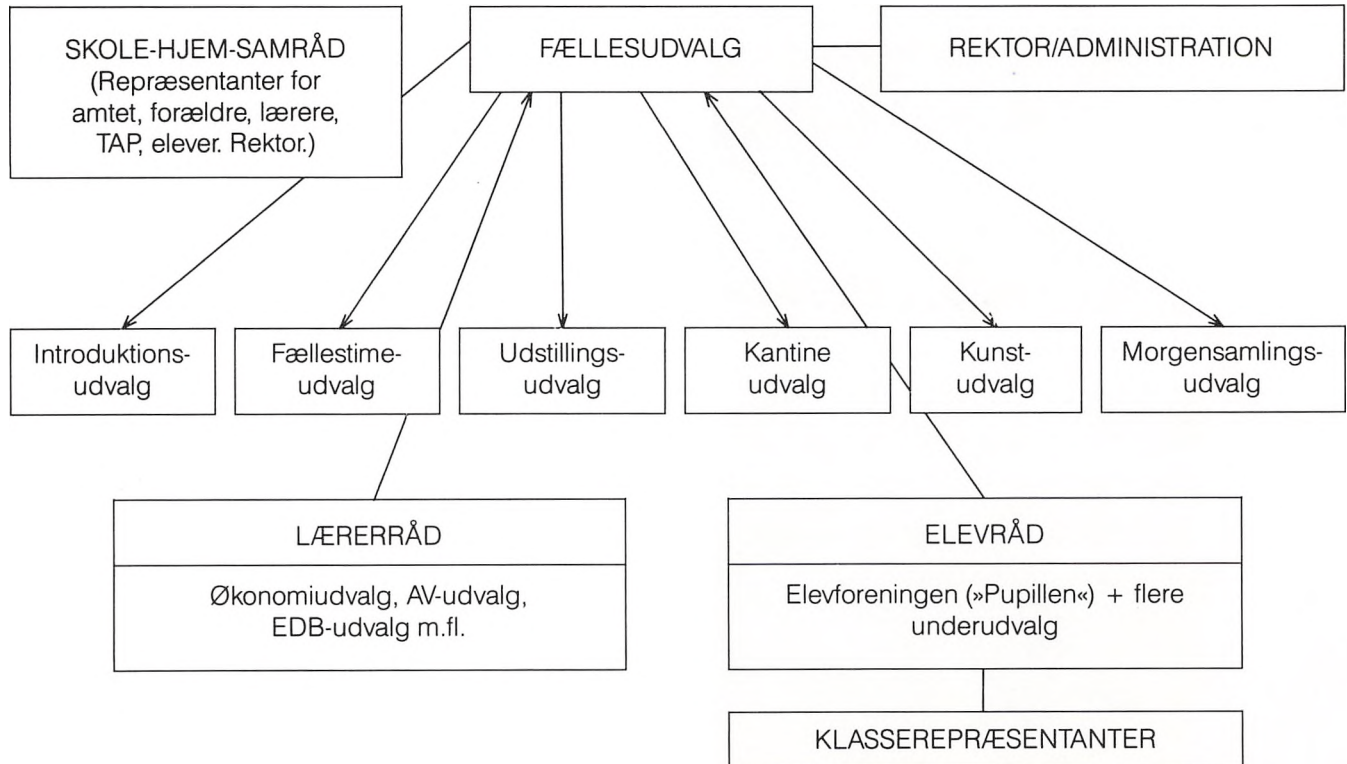 SKOLE-HJEM-SAMRÅD
(Repræsentanter for
amtet, forældre, lærere,
TAP, elever. Rektor.)
FÆLLESUDVALG
REKTOR/ADMINISTRATION
Introduktions-
udvalg
Fællestime-
udvalg
Udstillings-
udvalg
Kantine
udvalg
Kunst-
udvalg
Morgensamlings-
udvalg
LÆRERRÅD
Økonomiudvalg, AV-udvalg,
EDB-udvalg m.fl.
ELEVRÅD
Elevforeningen (»Pupillen«) + flere
underudvalg
KLASSEREPRÆSENTANTER